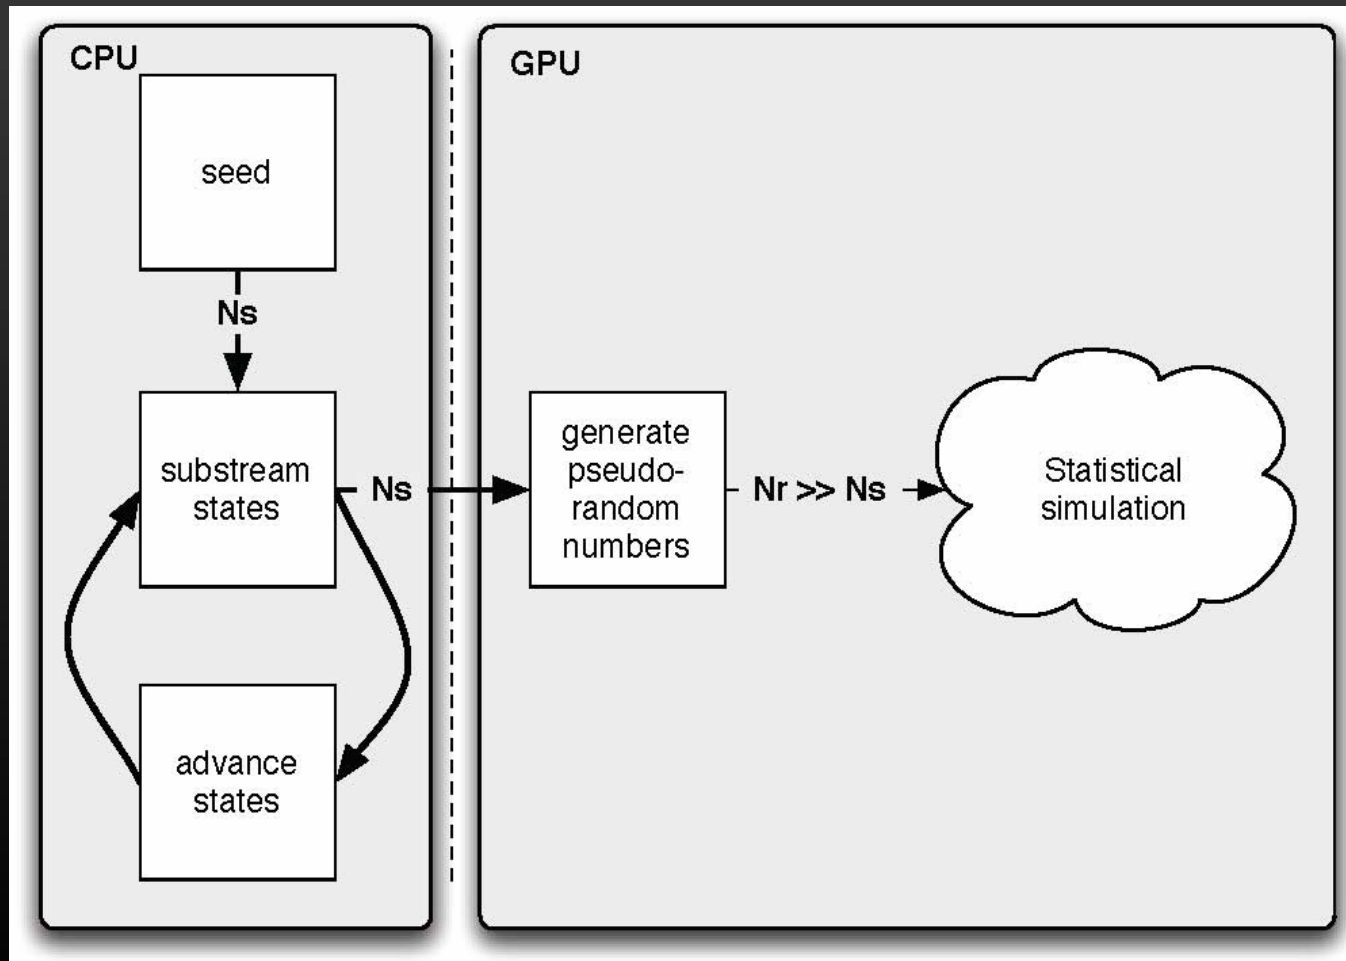 CPU
seed
Ns
substream
states
Ns
advance
states
GPU
generate
pseudo-
random
numbers
Nr >> Ns
Statistical
simulation